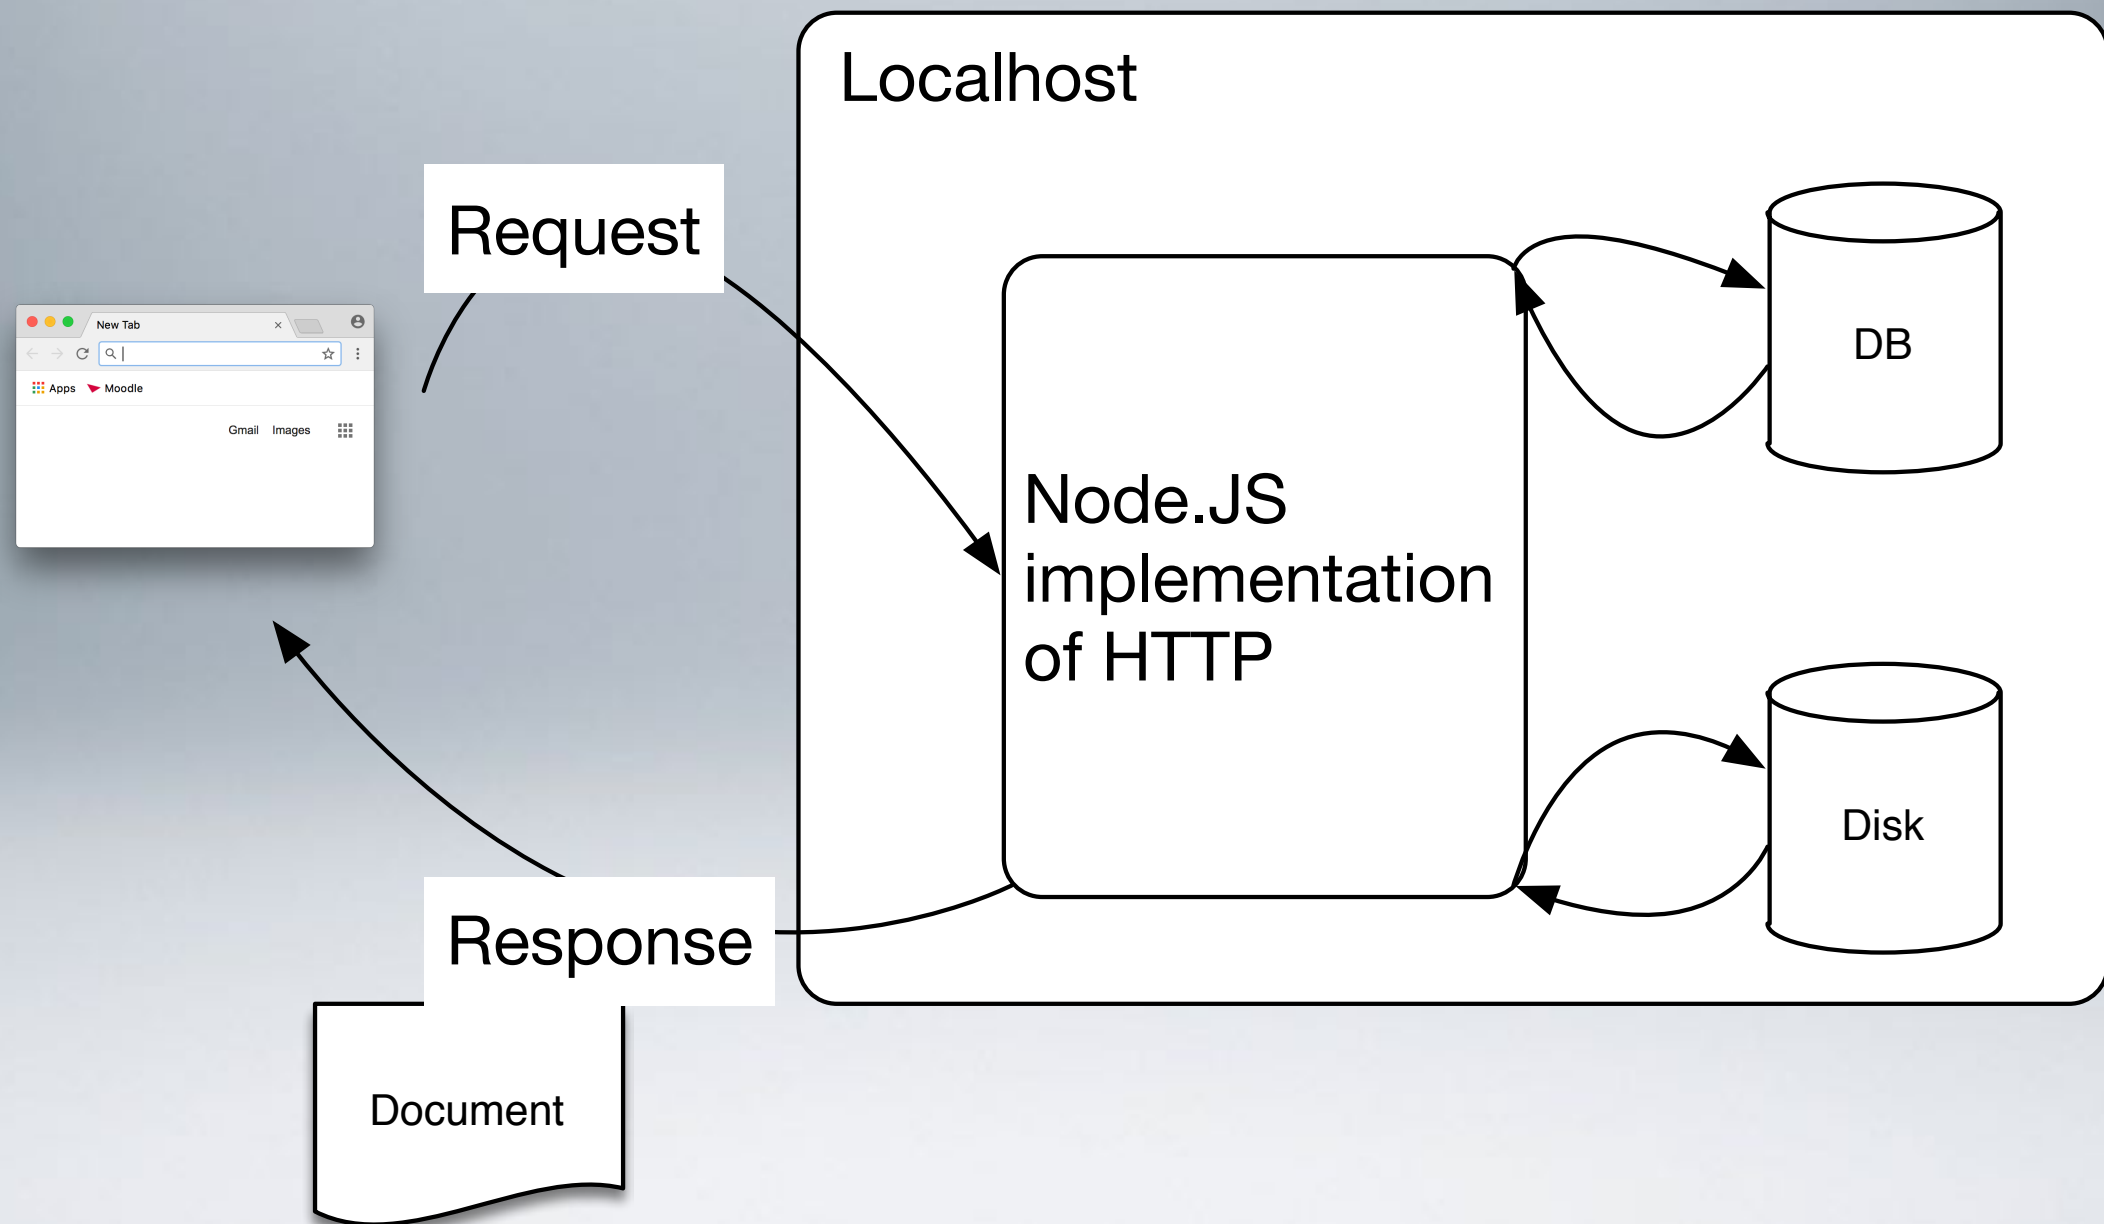 Localhost
Request
New Tab
Apps Moodle
Gmail Images
Node.JS
implementation
of HTTP
DB
Disk
Response
Document